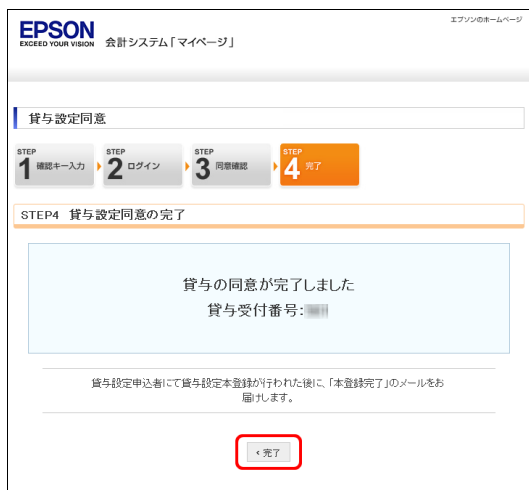 エプソンのホームページ
EPSON
EXCEED YOUR VISION
会計システム「マイページ」
貸与設定同意
STEP
1 確認キー入力
STEP
2 ログイン
STEP
3 同意確認
STEP
4 完了
STEP4 貸与設定同意の完了
貸与の同意が完了しました
貸与受付番号:
貸与設定申込者にて貸与設定本登録が行われた後に、「本登録完了」のメールをお
届けします。
‹ 完了